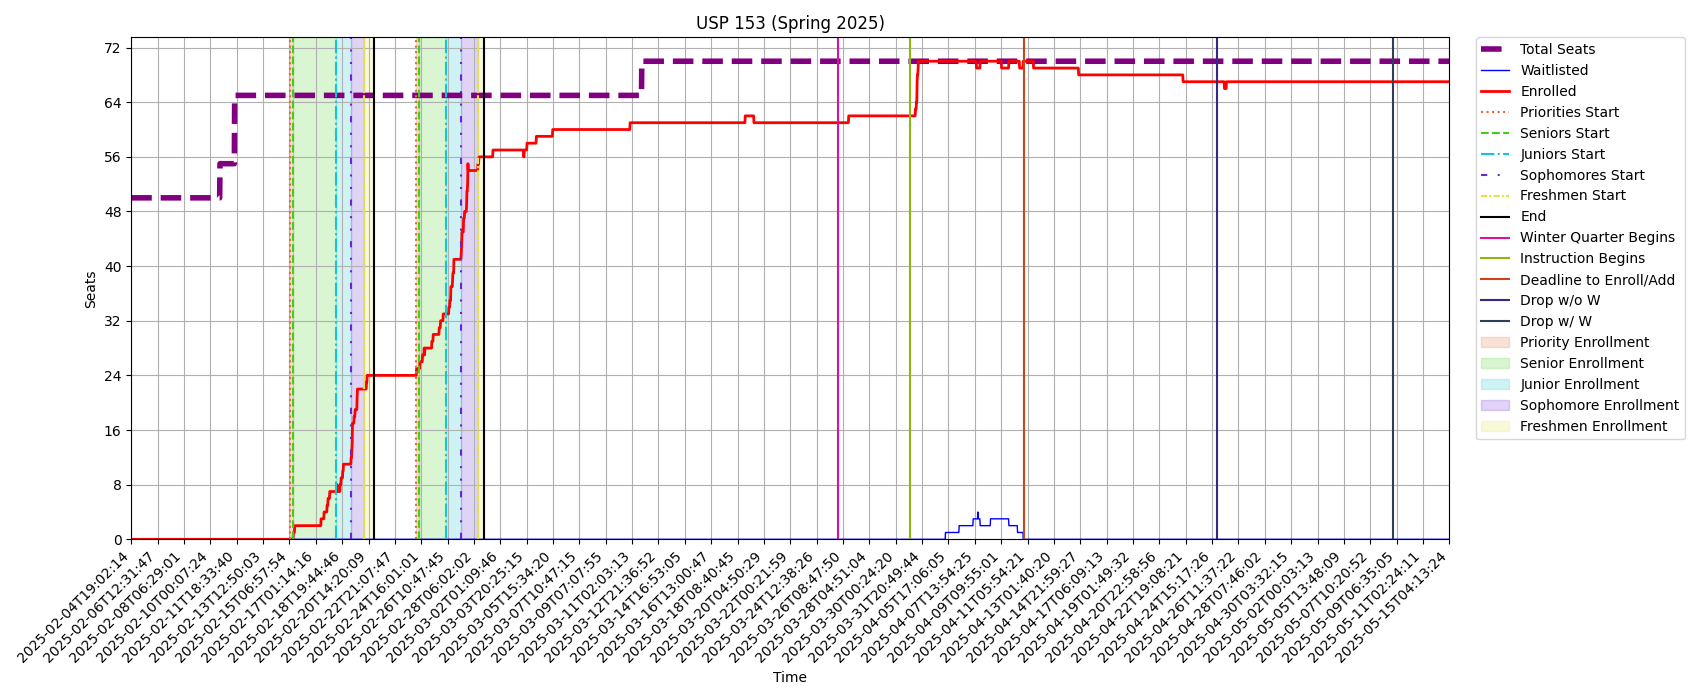 USP 153 (Spring 2025)
72
64
56
48
40
32
24
16
8
0
Seats
2025-02-04T19:02:14
2025-02-06T12:31:47
2025-02-08T06:29:01
2025-02-10T00:07:24
2025-02-11T18:33:40
2025-02-13T12:50:03
2025-02-15T06:57:54
2025-02-17T01:14:16
2025-02-18T19:44:46
2025-02-20T14:20:09
2025-02-22T21:07:47
2025-02-24T16:01:01
2025-02-26T10:47:45
2025-02-28T06:02:02
2025-03-02T01:09:46
2025-03-03T20:25:15
2025-03-05T15:34:20
2025-03-07T10:47:15
2025-03-09T07:07:55
2025-03-11T02:03:13
2025-03-12T21:36:52
2025-03-14T16:53:05
2025-03-16T13:00:47
2025-03-18T08:40:45
2025-03-20T04:50:29
2025-03-22T00:21:59
2025-03-24T12:38:26
2025-03-26T08:47:50
2025-03-28T04:51:04
2025-03-30T00:24:20
2025-03-31T20:49:44
2025-04-05T17:06:05
2025-04-07T13:54:25
2025-04-09T09:55:01
2025-04-11T05:54:21
2025-04-13T01:40:20
2025-04-14T21:59:27
2025-04-17T06:09:13
2025-04-19T01:49:32
2025-04-20T22:58:56
2025-04-22T19:08:21
2025-04-24T15:17:26
2025-04-26T11:37:22
2025-04-28T07:46:02
2025-04-30T03:32:15
2025-05-02T00:03:13
2025-05-05T13:48:09
2025-05-07T10:20:52
2025-05-09T06:35:05
2025-05-11T02:24:11
2025-05-15T04:13:24
Time
Total Seats
Waitlisted
Enrolled
Priorities Start
Seniors Start
Juniors Start
Sophomores Start
Freshmen Start
End
Winter Quarter Begins
Instruction Begins
Deadline to Enroll/Add
Drop w/o W
Drop w/ W
Priority Enrollment
Senior Enrollment
Junior Enrollment
Sophomore Enrollment
Freshmen Enrollment